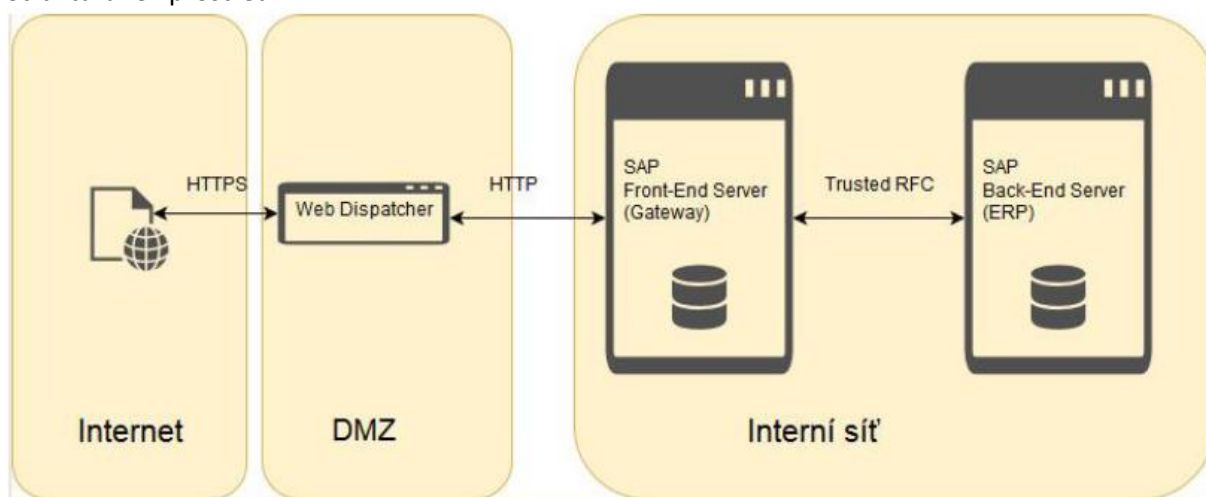 HTTPS
Web Dispatcher
HTTP
SAP
Front-End Server
(Gateway)
Trusted RFC
SAP
Back-End Server
(ERP)
Internet
DMZ
Interní síť